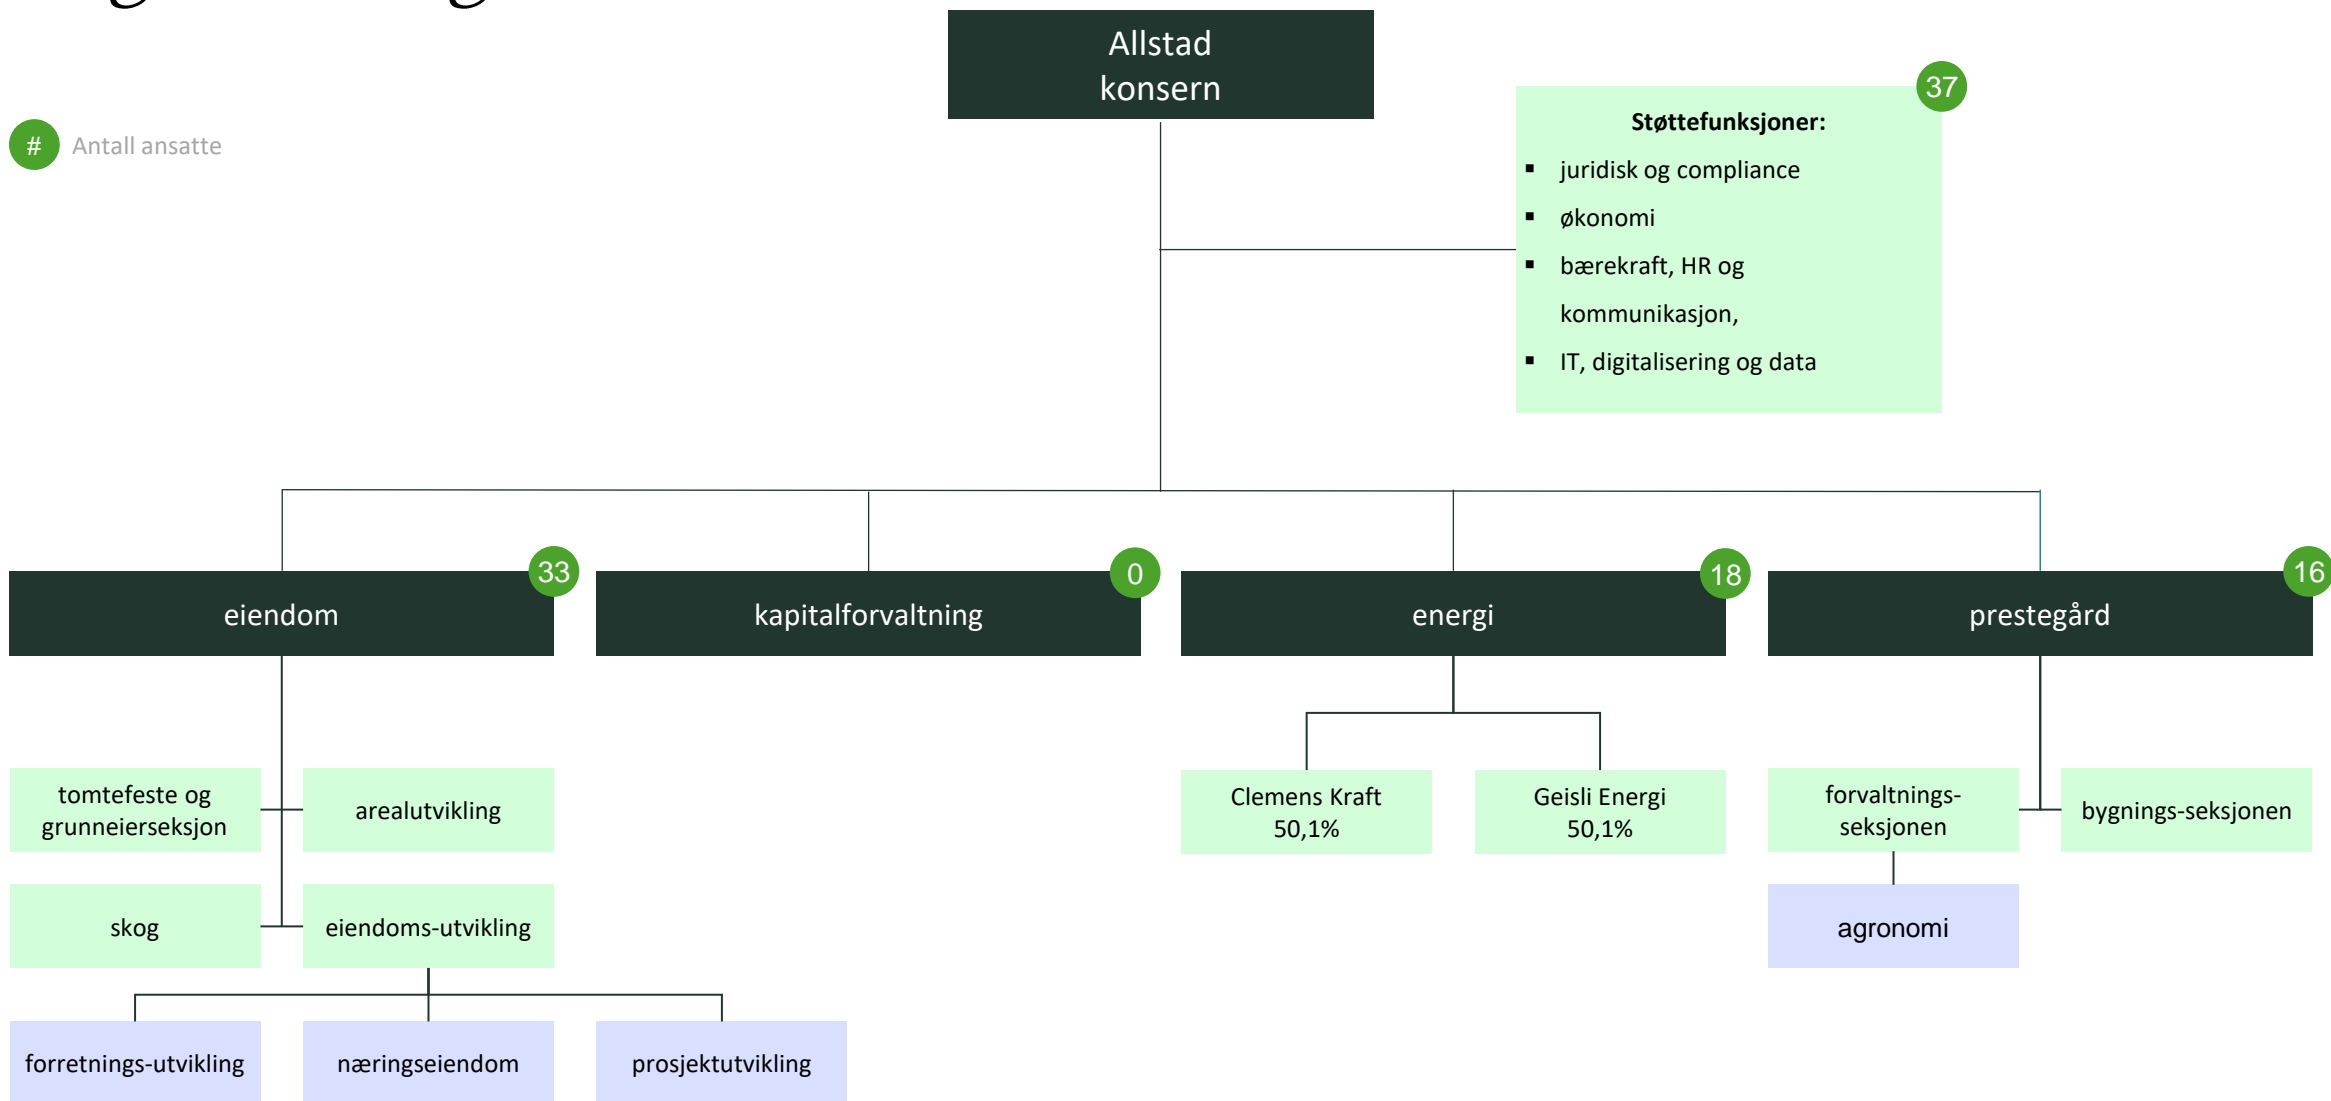 Allstad
konsern
37
# Antall ansatte
Støttefunksjoner:
▪ juridisk og compliance
▪ økonomi
▪ bærekraft, HR og
kommunikasjon,
▪ IT, digitalisering og data
33
0
18
16
eiendom
kapitalforvaltning
energi
prestegård
tomtefeste og
grunneierseksjon
arealutvikling
Clemens Kraft
50,1%
Geisli Energi
50,1%
forvaltnings-
seksjonen
bygnings-seksjonen
skog
eiendoms-utvikling
agronomi
forretnings-utvikling
næringseiendom
prosjektutvikling